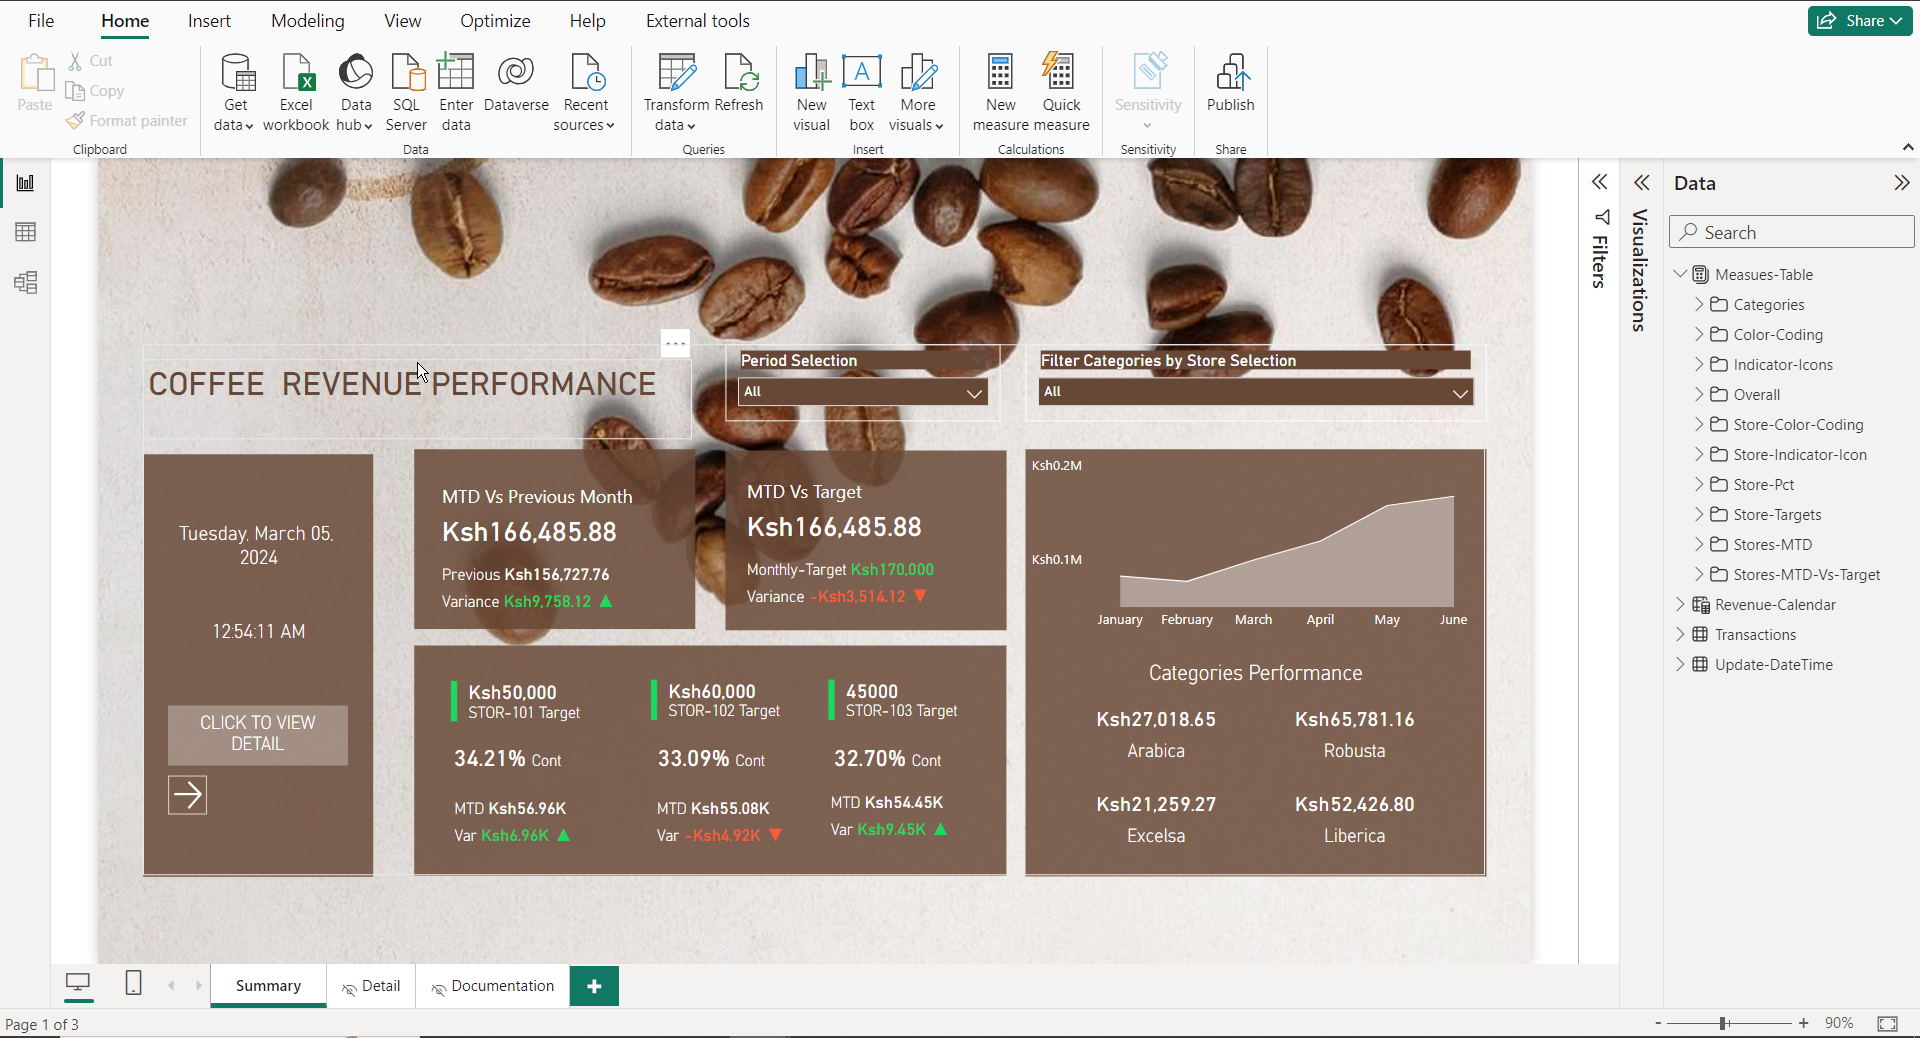 File Home Insert Modeling View Optimize Help External tools
Share
Paste
Cut
Copy
Format painter
Clipboard
Get data
Excel workbook
Data hub
SQL Server
Enter data
Dataverse
Recent sources
Data
Transform data
Refresh
Queries
New visual
Text box
More visuals
Insert
New measure
Quick measure
Calculations
Sensitivity
Sensitivity
Publish
Share
COFFEE REVENUE PERFORMANCE
Period Selection
All
Filter Categories by Store Selection
All
Tuesday, March 05,
2024
12:54:11 AM
CLICK TO VIEW
DETAIL
MTD Vs Previous Month
Ksh166,485.88
Previous Ksh156,727.76
Variance Ksh9,758.12 ▲
MTD Vs Target
Ksh166,485.88
Monthly-Target Ksh170,000
Variance -Ksh3,514.12 ▼
Ksh50,000
STOR-101 Target
34.21% Cont
MTD Ksh56.96K
Var Ksh6.96K ▲
Ksh60,000
STOR-102 Target
33.09% Cont
MTD Ksh55.08K
Var -Ksh4.92K ▼
45000
STOR-103 Target
32.70% Cont
MTD Ksh54.45K
Var Ksh9.45K ▲
Ksh0.2M
Ksh0.1M
January February March April May June
Categories Performance
Ksh27,018.65
Arabica
Ksh65,781.16
Robusta
Ksh21,259.27
Excelsa
Ksh52,426.80
Liberica
Filters
Visualizations
Data
Search
Measues-Table
Categories
Color-Coding
Indicator-Icons
Overall
Store-Color-Coding
Store-Indicator-Icon
Store-Pct
Store-Targets
Stores-MTD
Stores-MTD-Vs-Target
Revenue-Calendar
Transactions
Update-DateTime
Summary Detail Documentation
Page 1 of 3
- + 90%